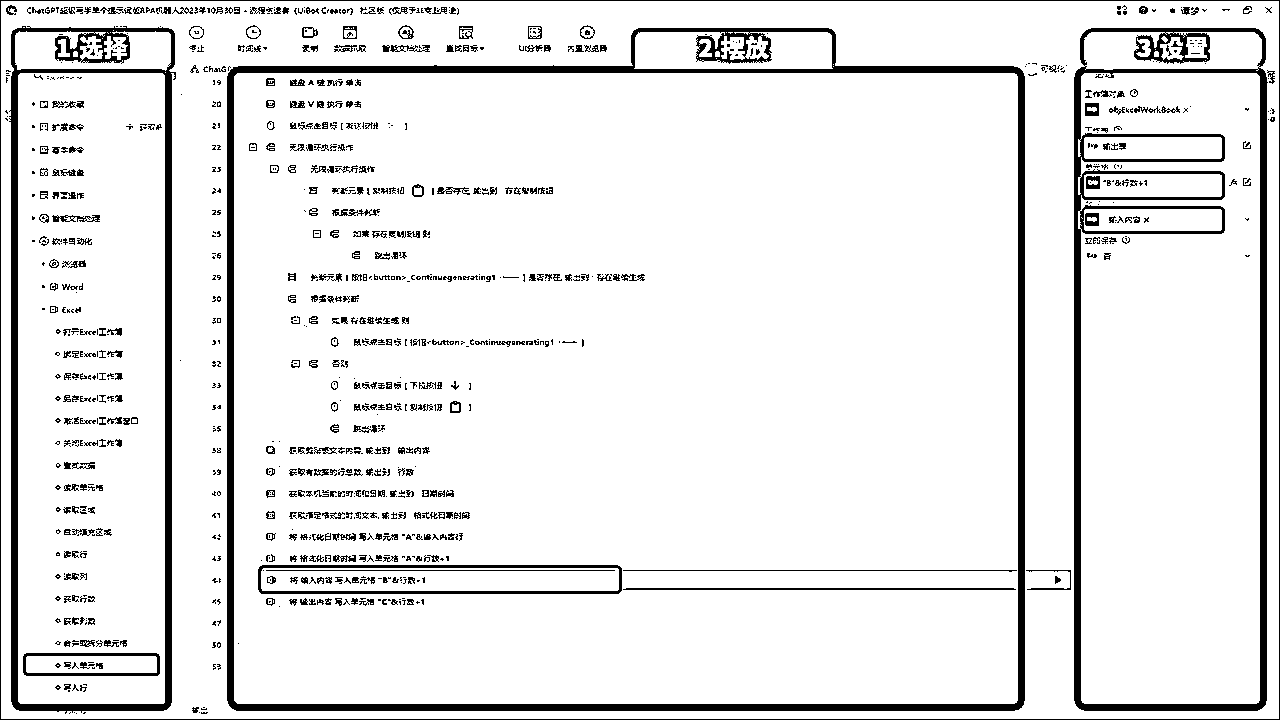 ChatGPT超级写手单个提示词版RPA机器人2023年10月30日 - 流程创造者（UiBot Creator） 社区版（仅用于非商业用途）
1.选择
2.摆放
3.设置
停止
时间线
录制
数据抓取
智能文档处理
查找目标
UI分析器
内置浏览器
可视化
我的收藏
扩展命令
基本命令
鼠标键盘
界面操作
智能文档处理
软件自动化
浏览器
Word
Excel
打开Excel工作簿
绑定Excel工作簿
保存Excel工作簿
另存Excel工作簿
激活Excel工作簿窗口
关闭Excel工作簿
查找数据
读取单元格
读取区域
自动填充区域
读取行
读取列
获取行数
获取列数
合并或拆分单元格
写入单元格
写入行
19 键盘 A 键 执行 单击
20 键盘 V 键 执行 单击
21 鼠标点击目标 [ 发送按钮 ]
22 无限循环执行操作
23 无限循环执行操作
24 判断元素 [ 复制按钮 ] 是否存在, 输出到 存在复制按钮
25 根据条件判断
如果 存在复制按钮 则
跳出循环
29 判断元素 [ 按钮<button>_Continuegenerating1 ] 是否存在, 输出到 存在继续生成
30 根据条件判断
30 如果 存在继续生成 则
31 鼠标点击目标 [ 按钮<button>_Continuegenerating1 ]
32 否则
33 鼠标点击目标 [ 下拉按钮 ]
34 鼠标点击目标 [ 复制按钮 ]
35 跳出循环
38 获取剪贴板文本内容, 输出到 输出内容
39 获取有数据的行总数, 输出到 行数
40 获取本机当前的时间和日期, 输出到 日期时间
41 获取指定格式的时间文本, 输出到 格式化日期时间
42 将 格式化日期时间 写入单元格 "A"&输入内容行
43 将 格式化日期时间 写入单元格 "A"&行数+1
44 将 输入内容 写入单元格 "B"&行数+1
45 将 输出内容 写入单元格 "C"&行数+1
47
50
53
输出
工作簿对象
objExcelWorkBook ×
工作表
输出表
单元格
"B"&行数+1
输入内容 ×
立即保存
否